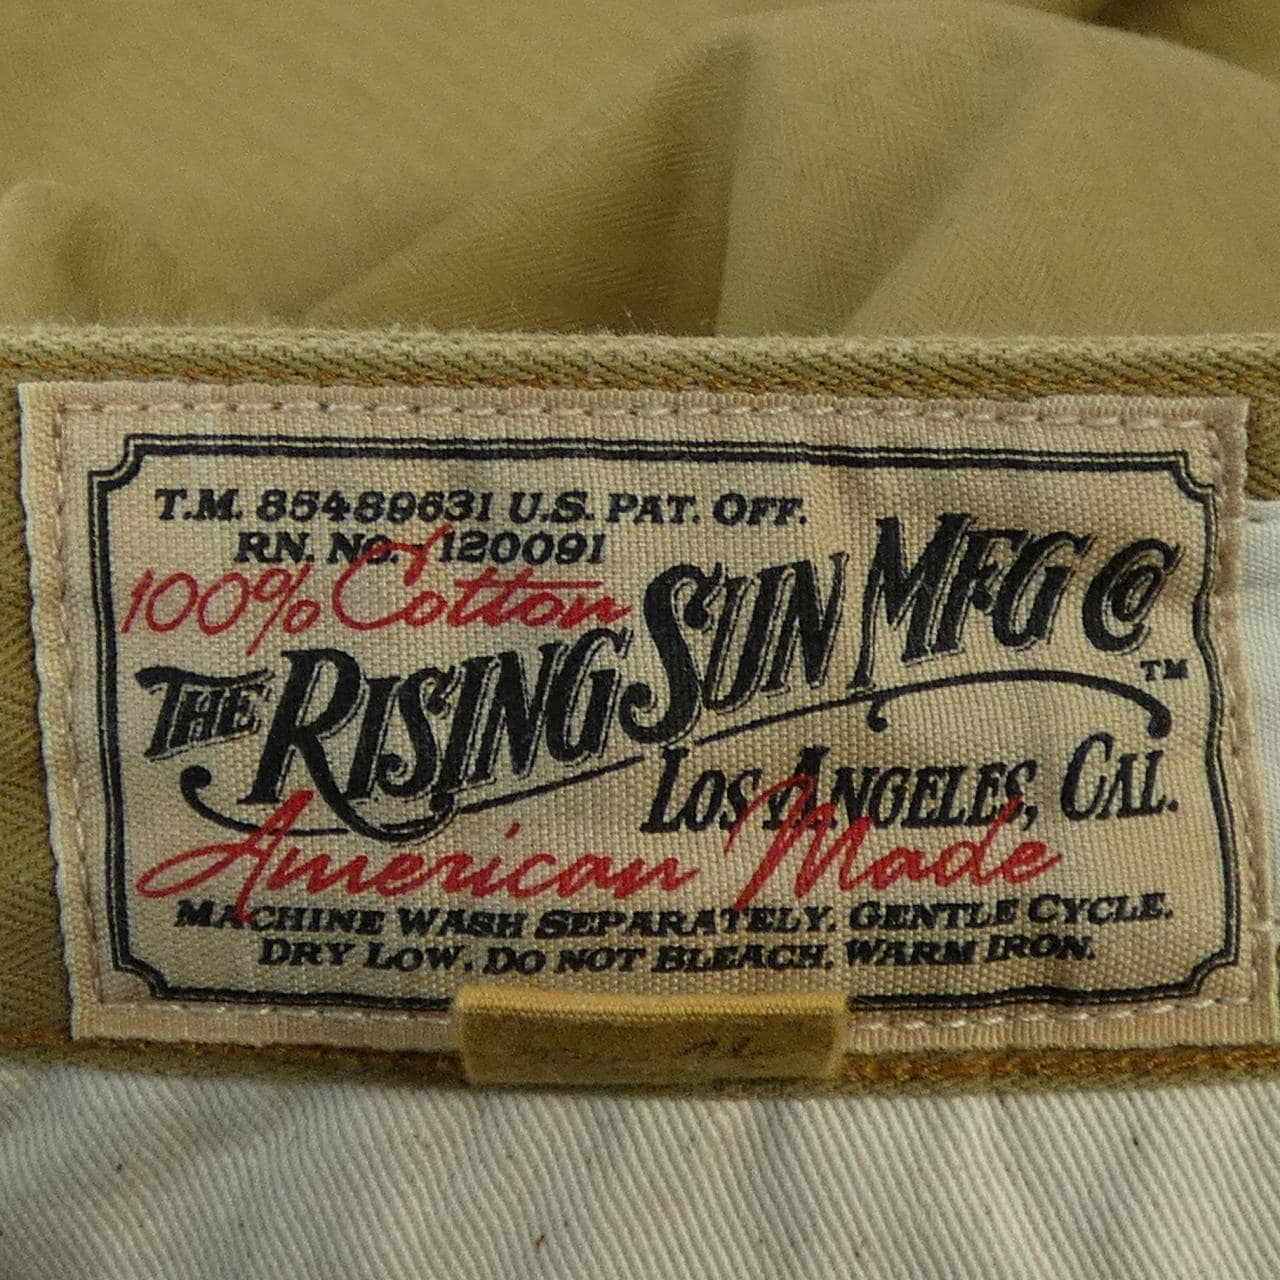 T.M. 85489631 U.S. PAT. OFF.
RN. NO. 120091
100% Cotton
THE RISING SUN MFG CO ™
LOS ANGELES, CAL.
American Made
MACHINE WASH SEPARATELY. GENTLE CYCLE.
DRY LOW. DO NOT BLEACH. WARM IRON.